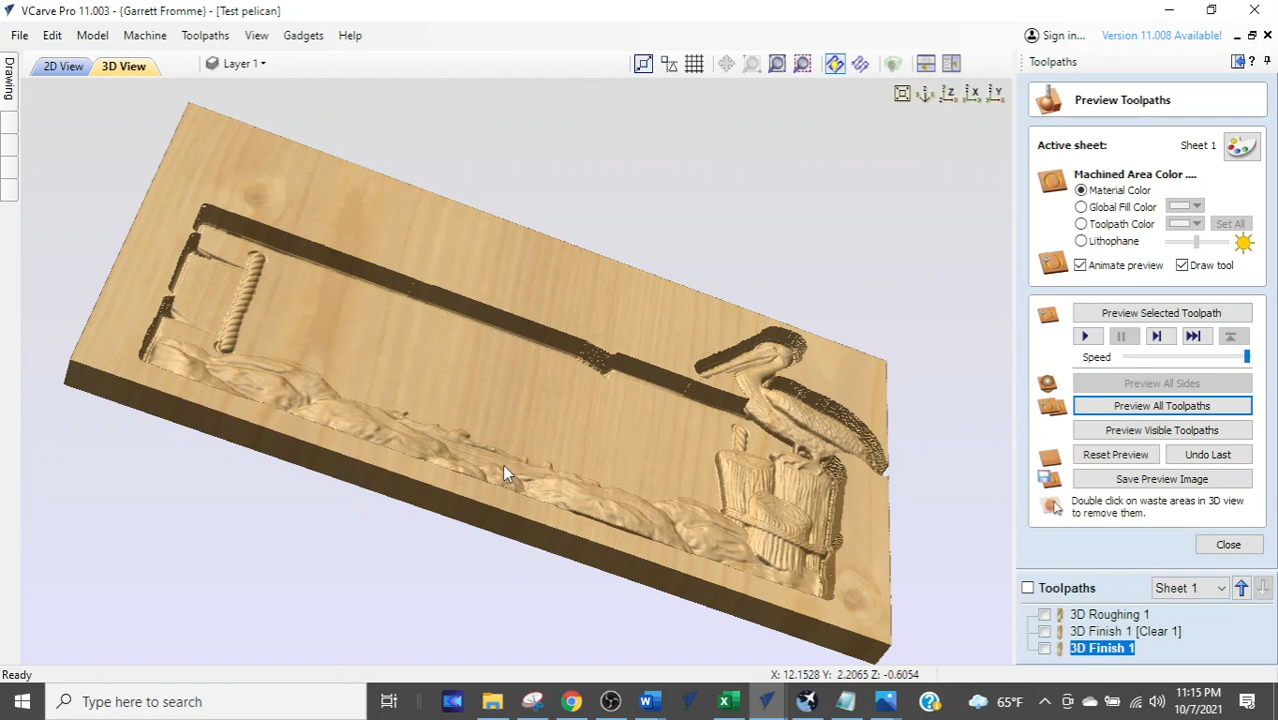 VCarve Pro 11.003 - {Garrett Fromme} - [Test pelican]
File Edit Model Machine Toolpaths View Gadgets Help
Sign in... Version 11.008 Available!
2D View 3D View Layer 1
Toolpaths
Drawing
Z X Y
Preview Toolpaths
Active sheet: Sheet 1
Machined Area Color ....
Material Color
Global Fill Color
Toolpath Color Set All
Lithophane
Animate preview Draw tool
Preview Selected Toolpath
Speed
Preview All Sides
Preview All Toolpaths
Preview Visible Toolpaths
Reset Preview Undo Last
Save Preview Image
Double click on waste areas in 3D view
to remove them.
Close
Toolpaths Sheet 1
3D Roughing 1
3D Finish 1 [Clear 1]
3D Finish 1
Ready X: 12.1528 Y: 2.2065 Z: -0.6054
Type here to search
65°F
11:15 PM
10/7/2021